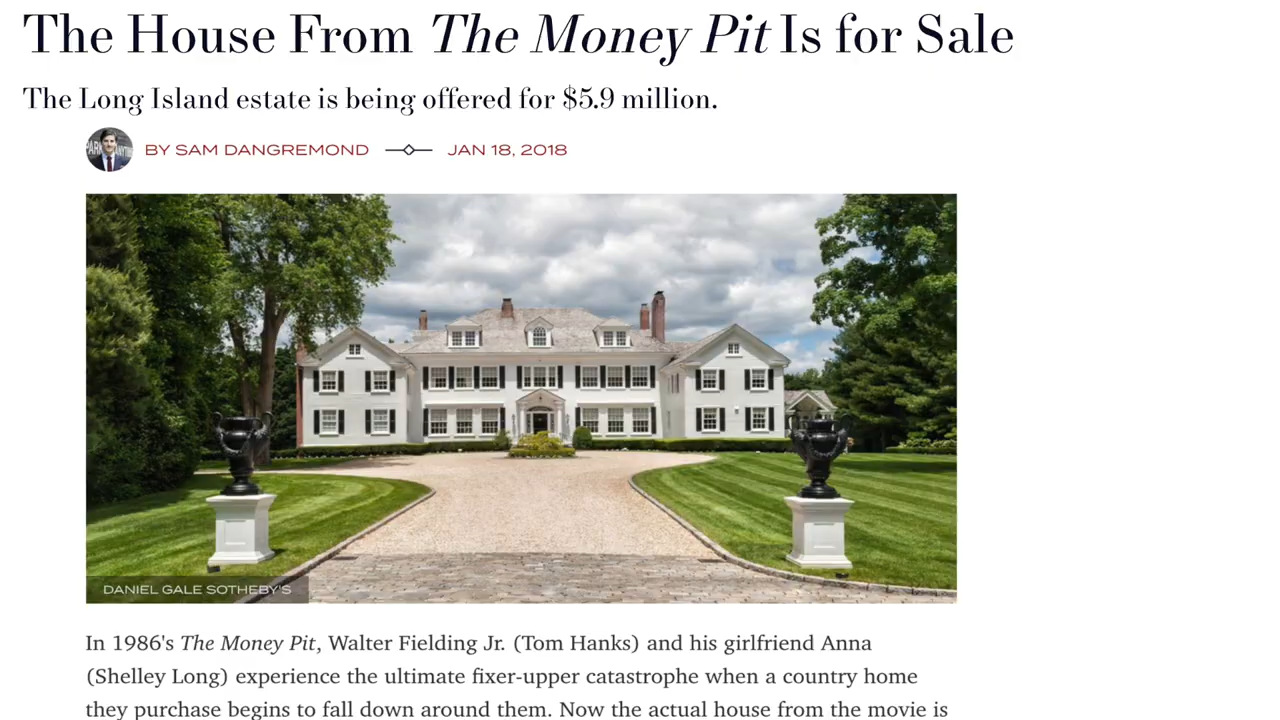 The House From The Money Pit Is for Sale
The Long Island estate is being offered for $5.9 million.
BY SAM DANGREMOND
JAN 18, 2018
DANIEL GALE SOTHEBY'S
In 1986's The Money Pit, Walter Fielding Jr. (Tom Hanks) and his girlfriend Anna
(Shelley Long) experience the ultimate fixer-upper catastrophe when a country home
they purchase begins to fall down around them. Now the actual house from the movie is